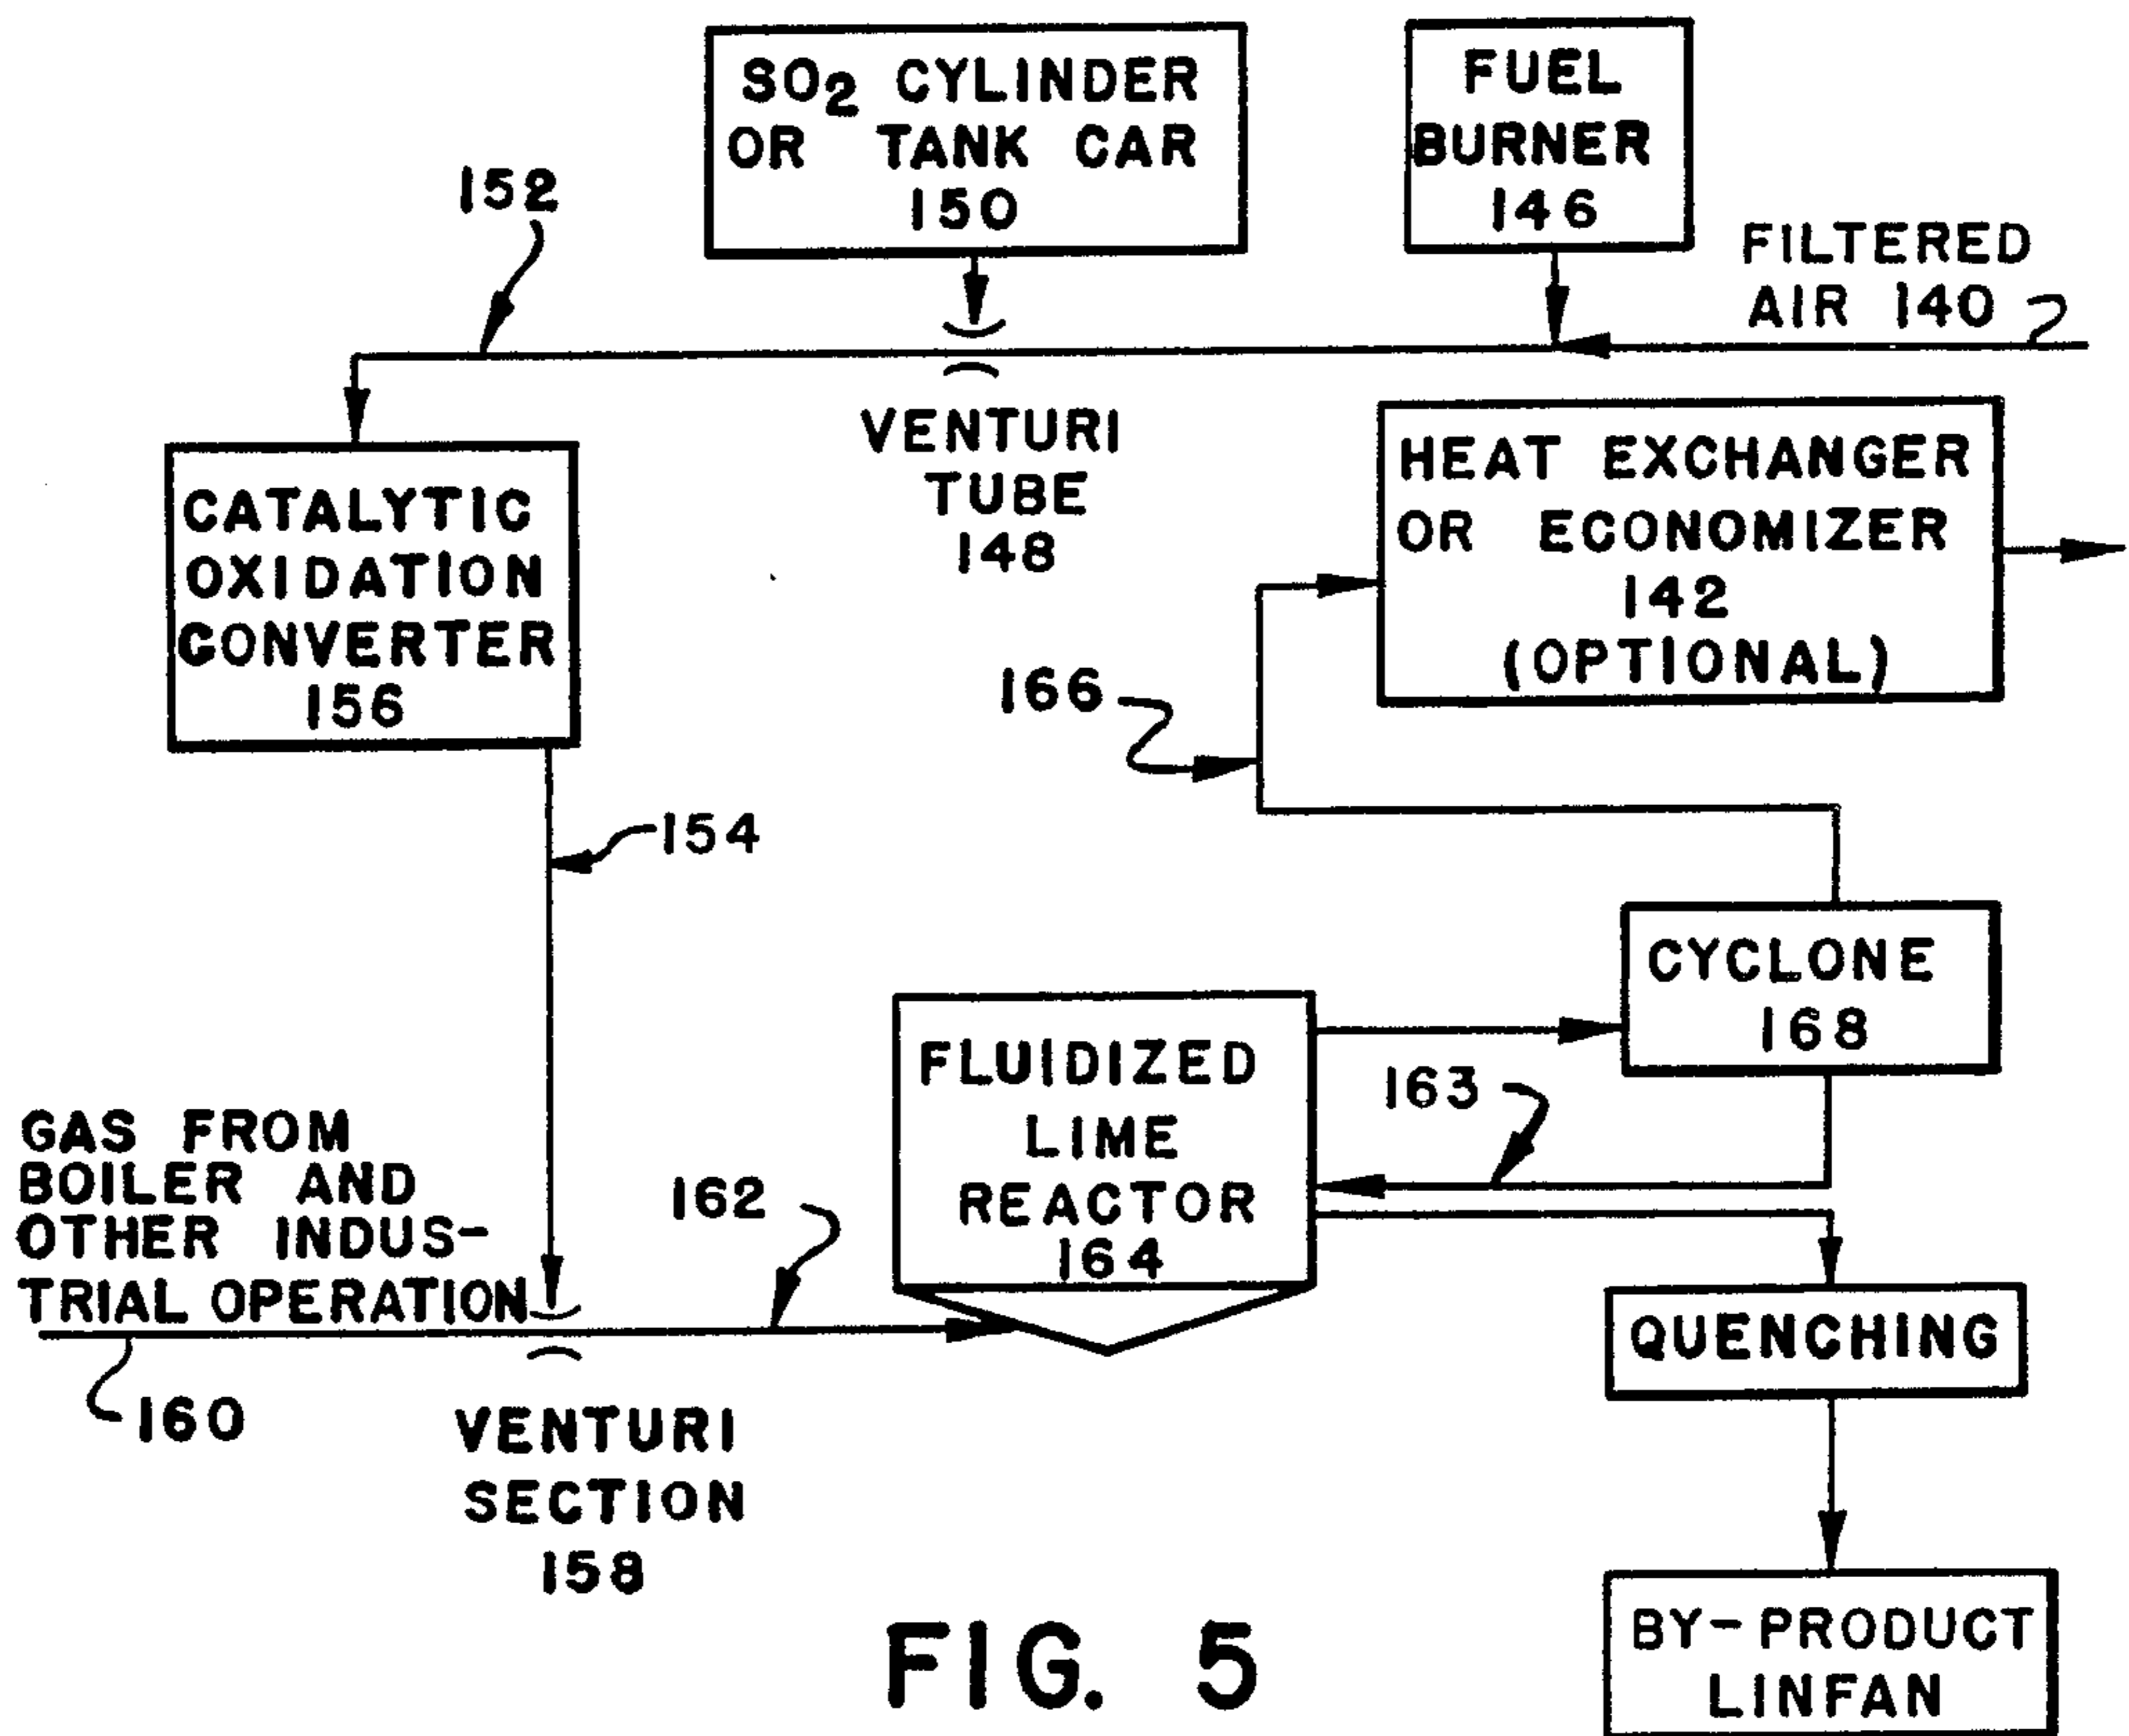 SO2 CYLINDER
OR TANK CAR
150
FUEL
BURNER
146
152
FILTERED
AIR 140
VENTURI
TUBE
148
HEAT EXCHANGER
OR ECONOMIZER
142
(OPTIONAL)
CATALYTIC
OXIDATION
CONVERTER
156
166
154
CYCLONE
168
FLUIDIZED
LIME
REACTOR
164
163
GAS FROM
BOILER AND
OTHER INDUS-
TRIAL OPERATION
162
160
VENTURI
SECTION
158
QUENCHING
BY-PRODUCT
LINFAN
FIG. 5